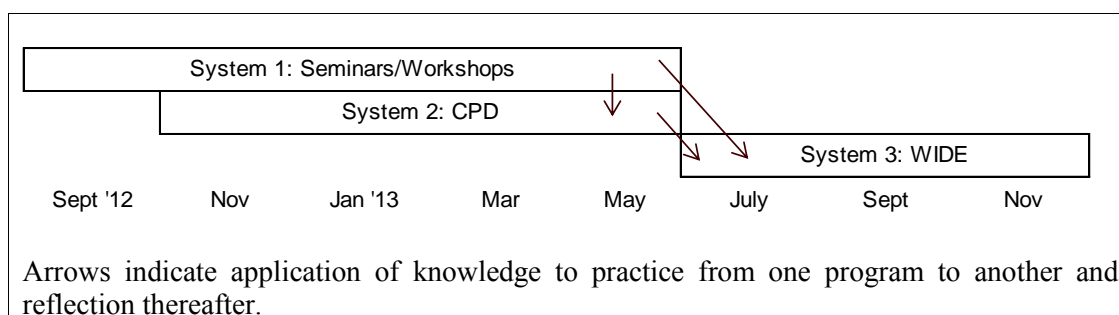 System 1: Seminars/Workshops
System 2: CPD
System 3: WIDE
Sept '12 Nov Jan '13 Mar May July Sept Nov
Arrows indicate application of knowledge to practice from one program to another and
reflection thereafter.